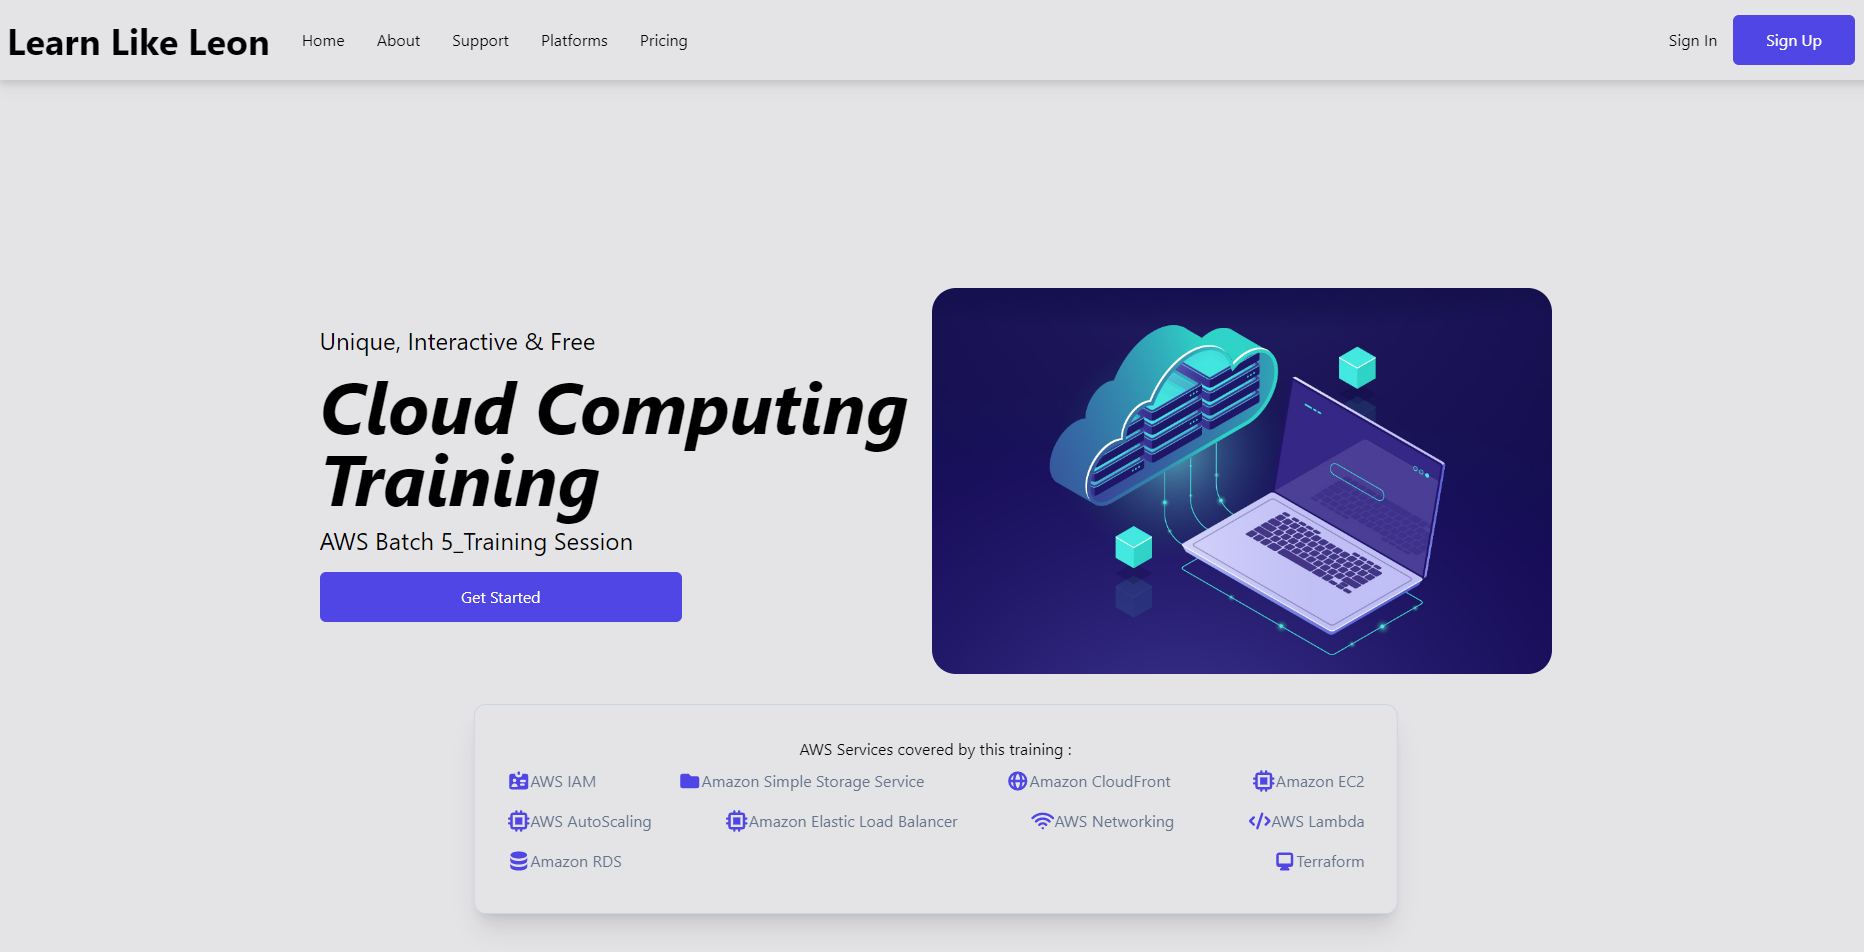 Learn Like Leon
Home
About
Support
Platforms
Pricing
Sign In
Sign Up
Unique, Interactive & Free
Cloud Computing
Training
AWS Batch 5_Training Session
Get Started
AWS Services covered by this training :
AWS IAM
Amazon Simple Storage Service
Amazon CloudFront
Amazon EC2
AWS AutoScaling
Amazon Elastic Load Balancer
AWS Networking
AWS Lambda
Amazon RDS
Terraform